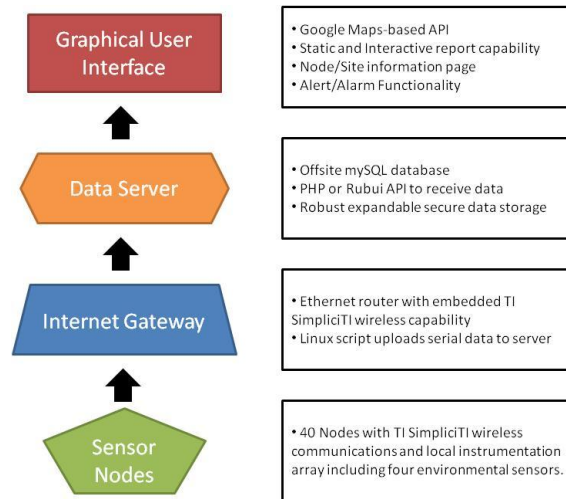 Graphical User
Interface
• Google Maps-based API
• Static and Interactive report capability
• Node/Site information page
• Alert/Alarm Functionality
Data Server
• Offsite mySQL database
• PHP or Rubui API to receive data
• Robust expandable secure data storage
Internet Gateway
• Ethernet router with embedded TI
SimpliciTI wireless capability
• Linux script uploads serial data to server
Sensor
Nodes
• 40 Nodes with TI SimpliciTI wireless
communications and local instrumentation
array including four environmental sensors.